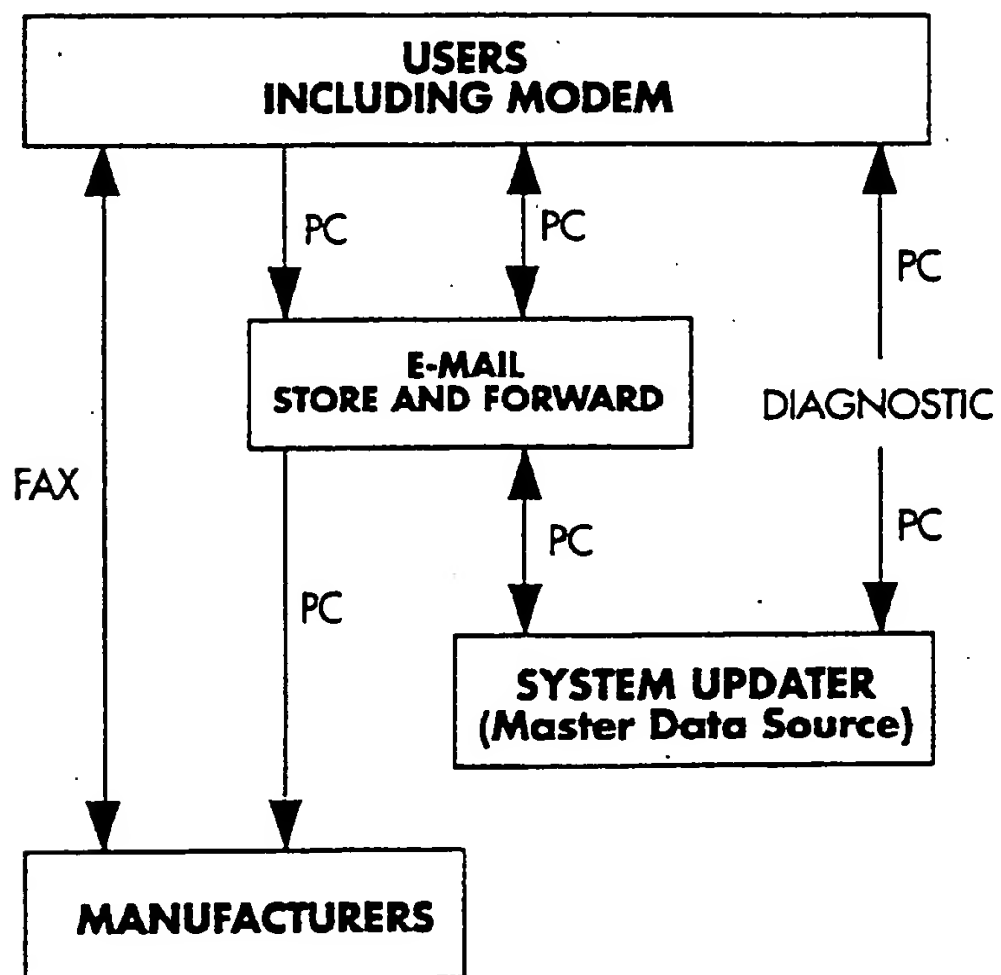 USERS
INCLUDING MODEM
PC
PC
PC
E-MAIL
STORE AND FORWARD
DIAGNOSTIC
FAX
PC
PC
PC
SYSTEM UPDATER
(Master Data Source)
MANUFACTURERS